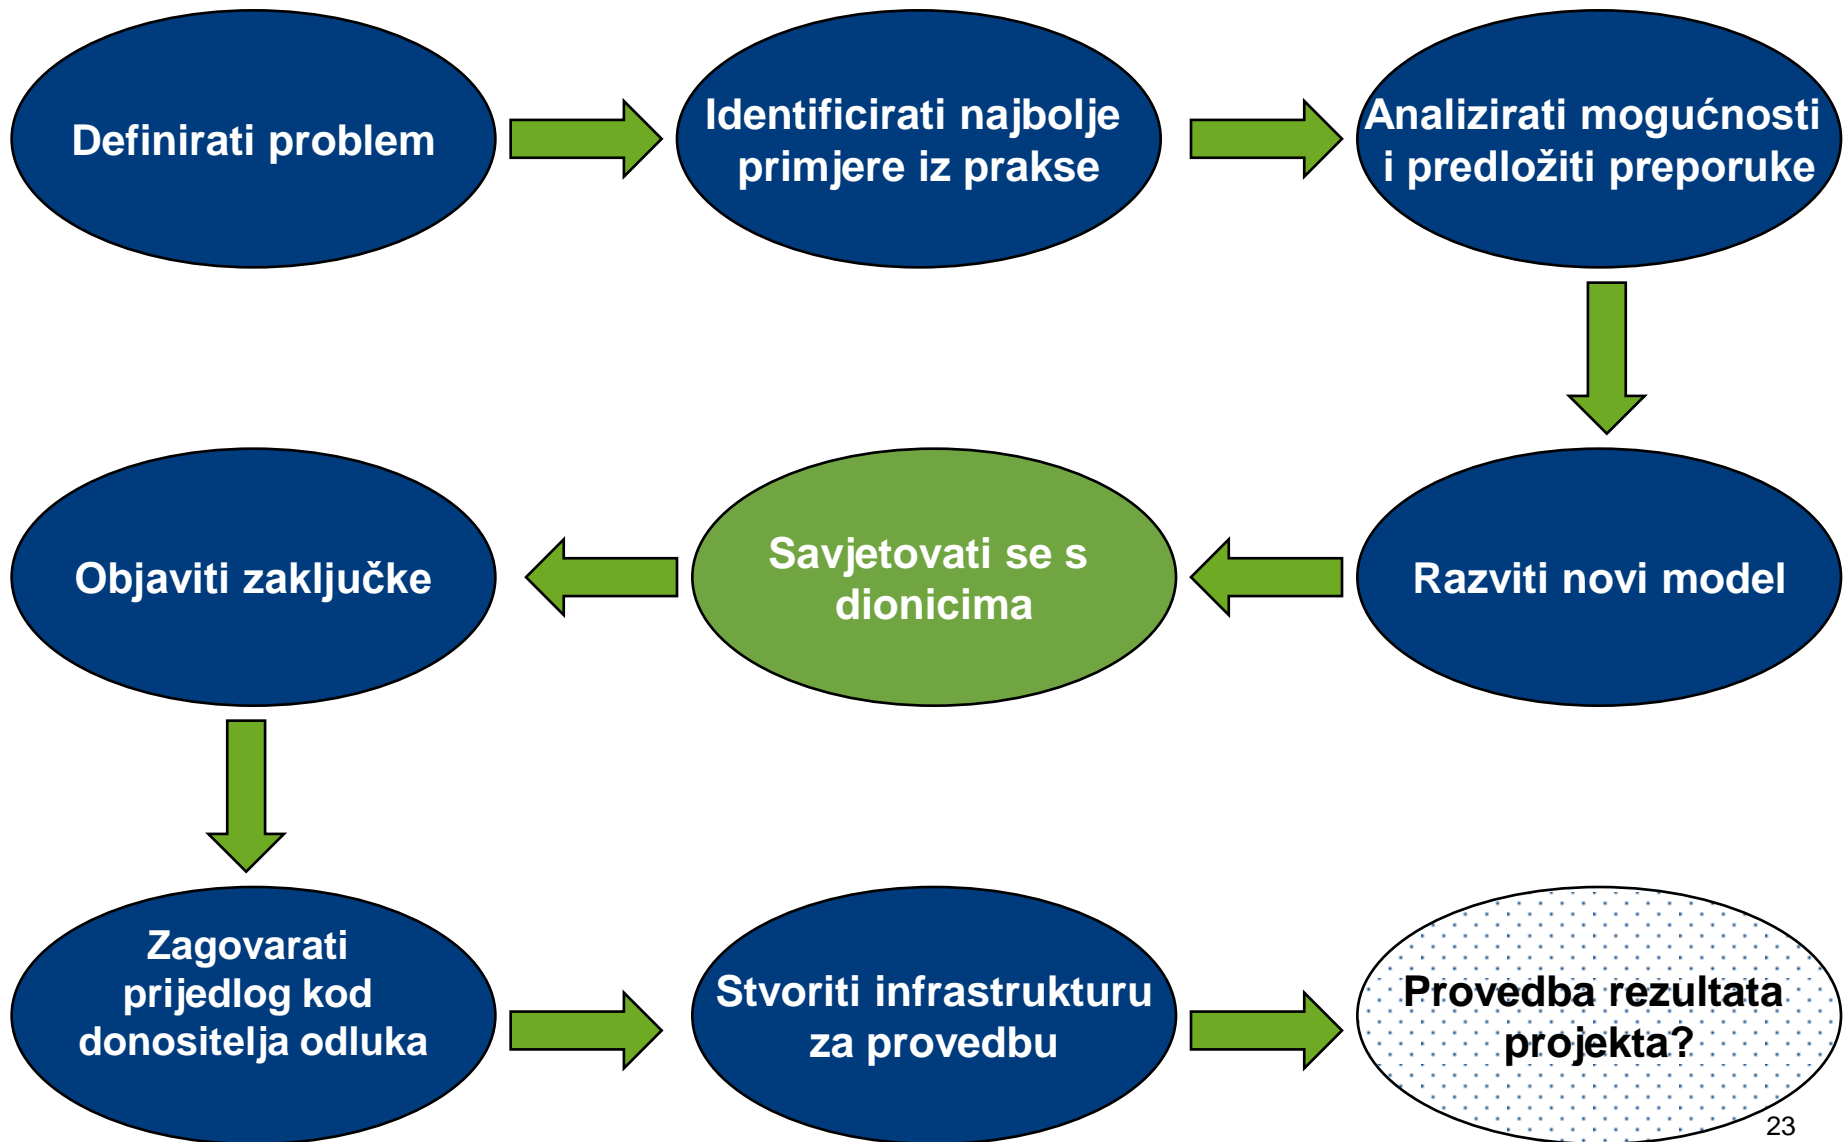 Definirati problem
Identificirati najbolje
primjere iz prakse
Analizirati mogućnosti
i predložiti preporuke
Razviti novi model
Savjetovati se s
dionicima
Objaviti zaključke
Zagovarati
prijedlog kod
donositelja odluka
Stvoriti infrastrukturu
za provedbu
Provedba rezultata
projekta?
23